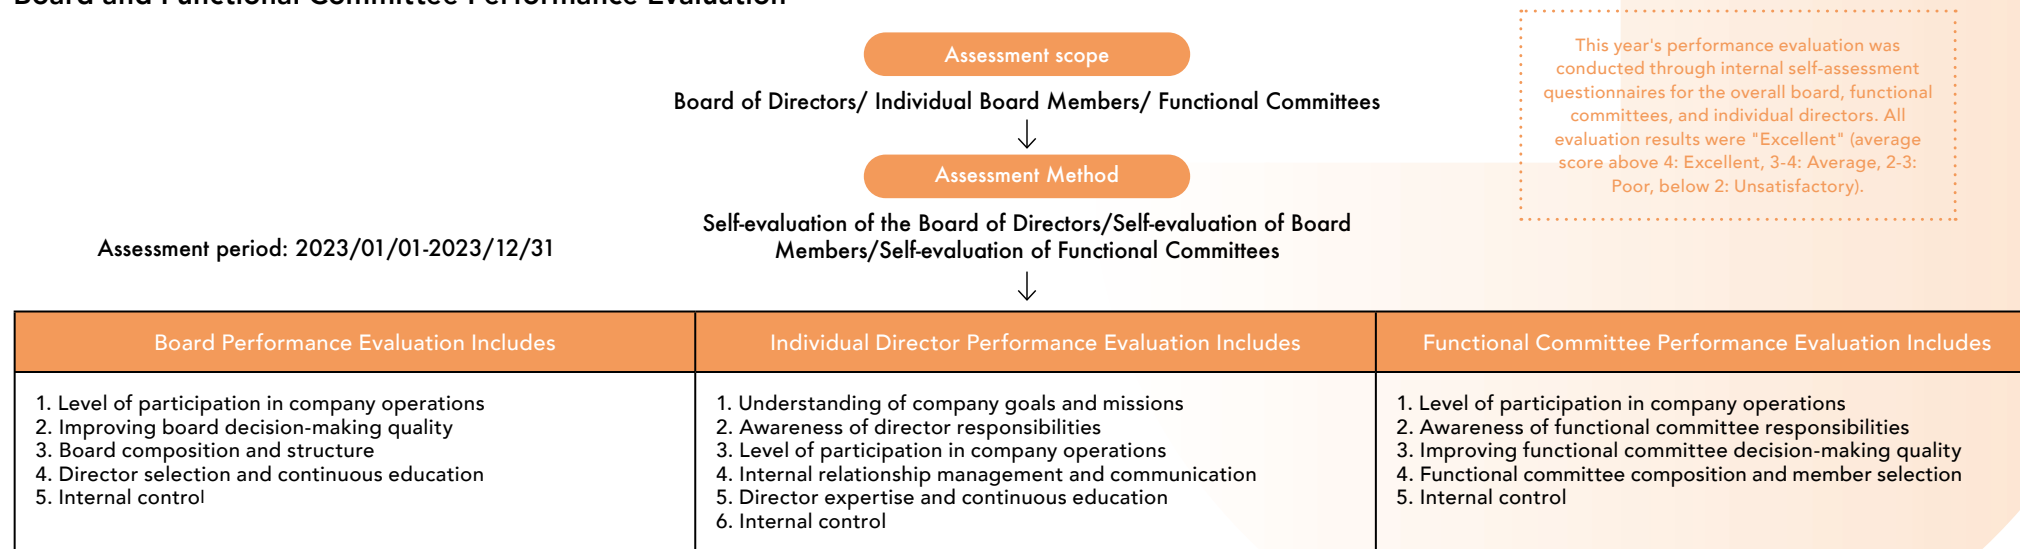 Board and Functional Committee Performance Evaluation
Assessment scope
Board of Directors/ Individual Board Members/ Functional Committees
Assessment Method
Self-evaluation of the Board of Directors/Self-evaluation of Board
Members/Self-evaluation of Functional Committees
Assessment period: 2023/01/01-2023/12/31
This year's performance evaluation was
conducted through internal self-assessment
questionnaires for the overall board, functional
committees, and individual directors. All
evaluation results were "Excellent" (average
score above 4: Excellent, 3-4: Average, 2-3:
Poor, below 2: Unsatisfactory).
Board Performance Evaluation Includes
1. Level of participation in company operations
2. Improving board decision-making quality
3. Board composition and structure
4. Director selection and continuous education
5. Internal control
Individual Director Performance Evaluation Includes
1. Understanding of company goals and missions
2. Awareness of director responsibilities
3. Level of participation in company operations
4. Internal relationship management and communication
5. Director expertise and continuous education
6. Internal control
Functional Committee Performance Evaluation Includes
1. Level of participation in company operations
2. Awareness of functional committee responsibilities
3. Improving functional committee decision-making quality
4. Functional committee composition and member selection
5. Internal control